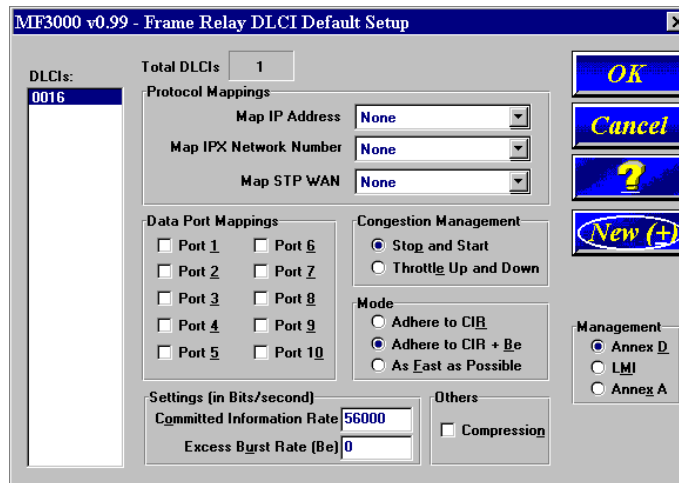 MF3000 v0.99 - Frame Relay DLCI Default Setup
DLCIs:
0016
Total DLCIs 1
Protocol Mappings
Map IP Address None
Map IPX Network Number None
Map STP WAN None
Data Port Mappings
Port 1 Port 6
Port 2 Port 7
Port 3 Port 8
Port 4 Port 9
Port 5 Port 10
Congestion Management
Stop and Start
Throttle Up and Down
Mode
Adhere to CIR
Adhere to CIR + Be
As Fast as Possible
Settings (in Bits/second)
Committed Information Rate 56000
Excess Burst Rate (Be) 0
Others
Compression
OK
Cancel
?
New (+)
Management
Annex D
LMI
Annex A